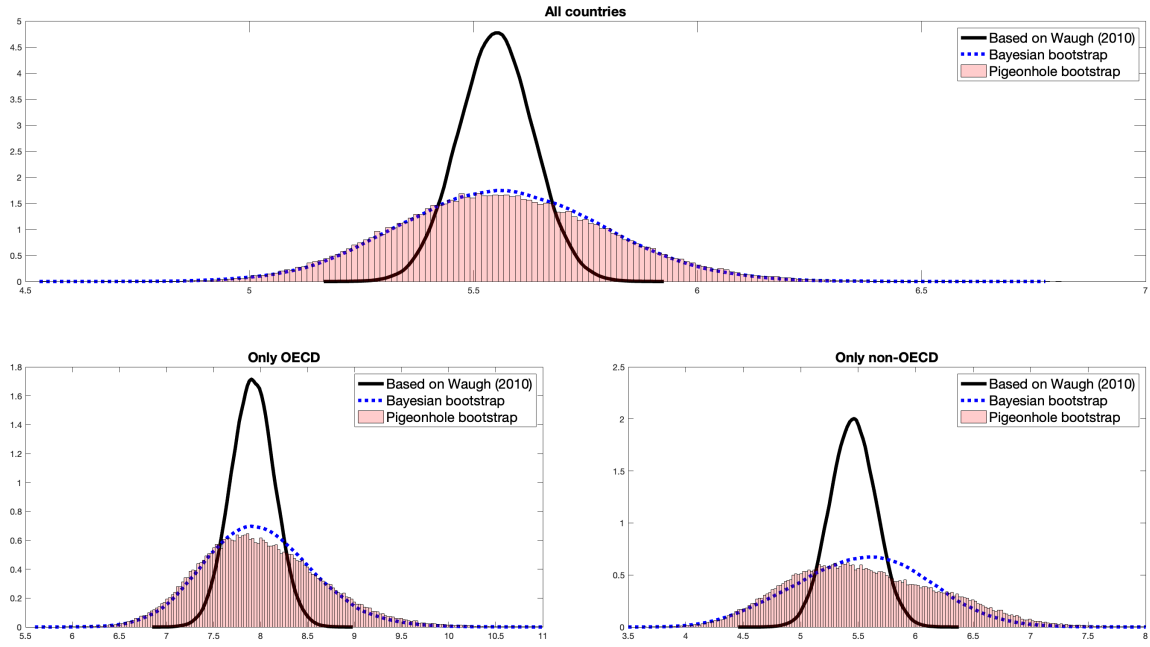 All countries
5
4.5
4
3.5
3
2.5
2
1.5
1
0.5
0
Based on Waugh (2010)
Bayesian bootstrap
Pigeonhole bootstrap
4.5 5 5.5 6 6.5 7
Only OECD
1.8
1.6
1.4
1.2
1
0.8
0.6
0.4
0.2
0
Based on Waugh (2010)
Bayesian bootstrap
Pigeonhole bootstrap
5.5 6 6.5 7 7.5 8 8.5 9 9.5 10 10.5 11
Only non-OECD
2.5
2
1.5
1
0.5
0
Based on Waugh (2010)
Bayesian bootstrap
Pigeonhole bootstrap
3.5 4 4.5 5 5.5 6 6.5 7 7.5 8